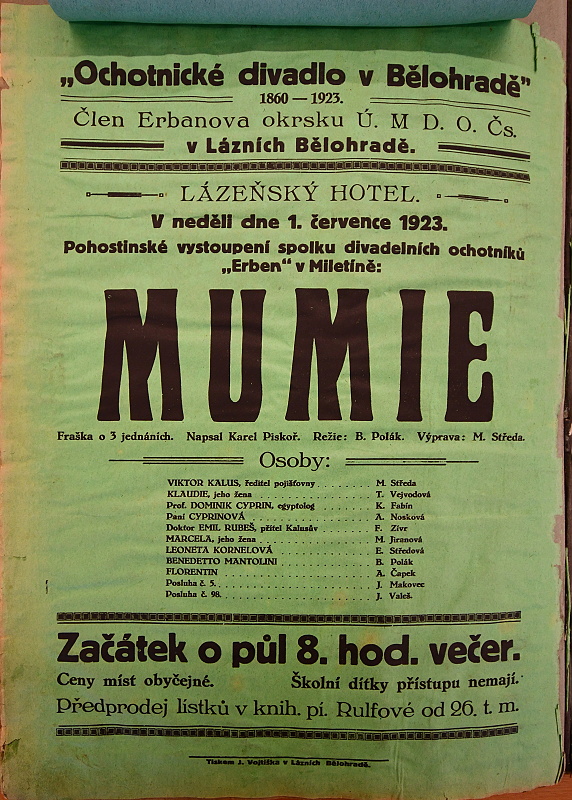 „Ochotnické divadlo v Bělohradě”
1860 — 1923.
Člen Erbanova okrsku Ú. M D. O. Čs.
v Lázních Bělohradě.
LÁZEŇSKÝ HOTEL.
V neděli dne 1. července 1923.
Pohostinské vystoupení spolku divadelních ochotníků
„Erben“ v Miletíně:
MUMIE
Fraška o 3 jednáních. Napsal Karel Piskoř. Režie: B. Polák. Výprava: M. Středa.
Osoby:
VIKTOR KALUS, ředitel pojišťovny . . . . . . . . . . M. Středa
KLAUDIE, jeho žena . . . . . . . . . . T. Vejvodová
Prof. DOMINIK CYPRIN, egyptolog . . . . . . . . . . K. Fabín
Paní CYPRINOVÁ . . . . . . . . . . A. Nosková
Doktor EMIL RUBEŠ, přítel Kalusův . . . . . . . . . . F. Zívr
MARCELA, jeho žena . . . . . . . . . . M. Jiranová
LEONETA KORNELOVÁ . . . . . . . . . . E. Středová
BENEDETTO MANTOLINI . . . . . . . . . . B. Polák
FLORENTIN . . . . . . . . . . A. Čapek
Posluha č. 5. . . . . . . . . . . J. Makovec
Posluha č. 98. . . . . . . . . . . J. Valeš.
Začátek o půl 8. hod. večer.
Ceny míst obyčejné. Školní dítky přístupu nemají.
Předprodej lístků v knih. pí. Rulfové od 26. t. m.
Tiskem J. Vojtíška v Lázních Bělohradě.